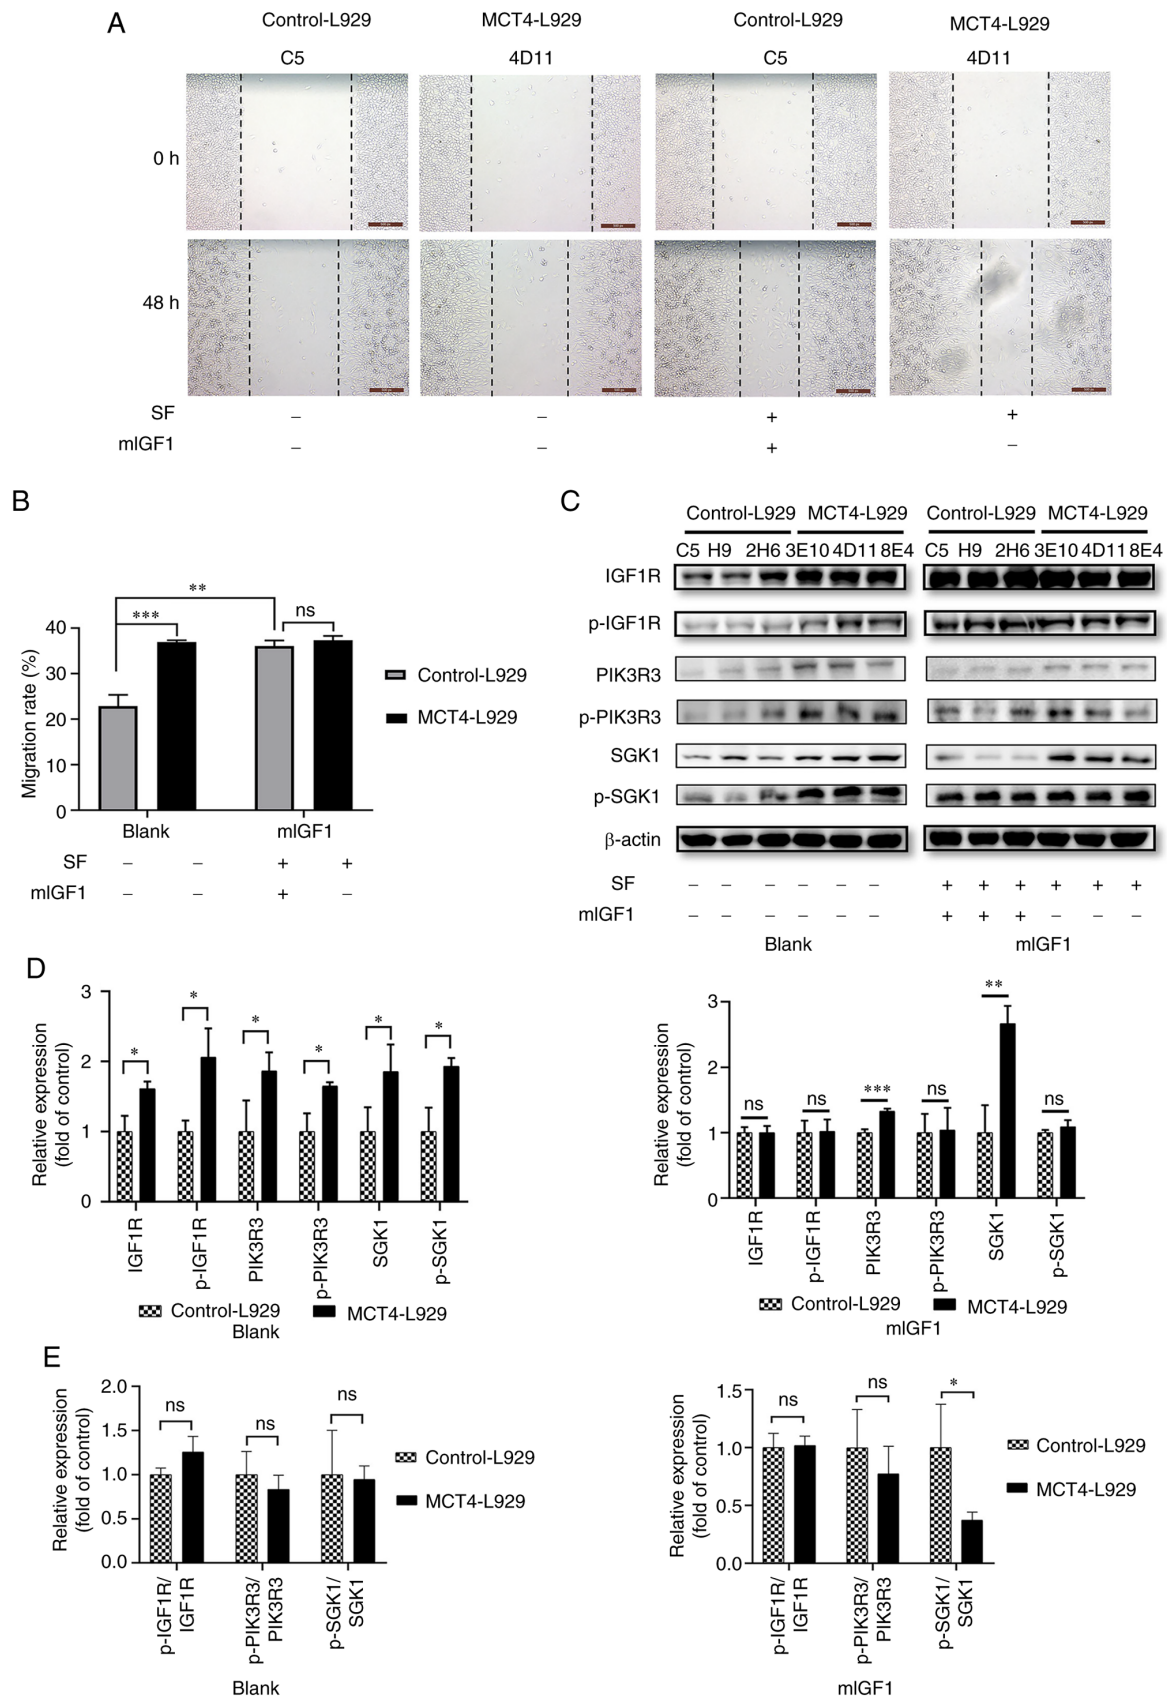 A
Control-L929 MCT4-L929 Control-L929 MCT4-L929
C5 4D11 C5 4D11
0 h
48 h
SF – – + +
mIGF1 – – + –
B
Migration rate (%)
40
30
20
10
0
** 
*** ns
Control-L929
MCT4-L929
Blank mIGF1
SF – – + +
mIGF1 – – + –
C
Control-L929 MCT4-L929 Control-L929 MCT4-L929
C5 H9 2H6 3E10 4D11 8E4 C5 H9 2H6 3E10 4D11 8E4
IGF1R
p-IGF1R
PIK3R3
p-PIK3R3
SGK1
p-SGK1
β-actin
SF – – – – – – + + + + + +
mIGF1 – – – – – – + + + – – –
Blank mIGF1
D
Relative expression
(fold of control)
3
2
1
0
* * * * * *
IGF1R p-IGF1R PIK3R3 p-PIK3R3 SGK1 p-SGK1
Control-L929 MCT4-L929
Blank
Relative expression
(fold of control)
3
2
1
0
ns ns *** ns ** ns
IGF1R p-IGF1R PIK3R3 p-PIK3R3 SGK1 p-SGK1
Control-L929 MCT4-L929
mIGF1
E
Relative expression
(fold of control)
2.0
1.5
1.0
0.5
0.0
ns ns ns
p-IGF1R/
IGF1R
p-PIK3R3/
PIK3R3
p-SGK1/
SGK1
Control-L929
MCT4-L929
Blank
Relative expression
(fold of control)
1.5
1.0
0.5
0.0
ns ns *
p-IGF1R/
IGF1R
p-PIK3R3/
PIK3R3
p-SGK1/
SGK1
Control-L929
MCT4-L929
mIGF1